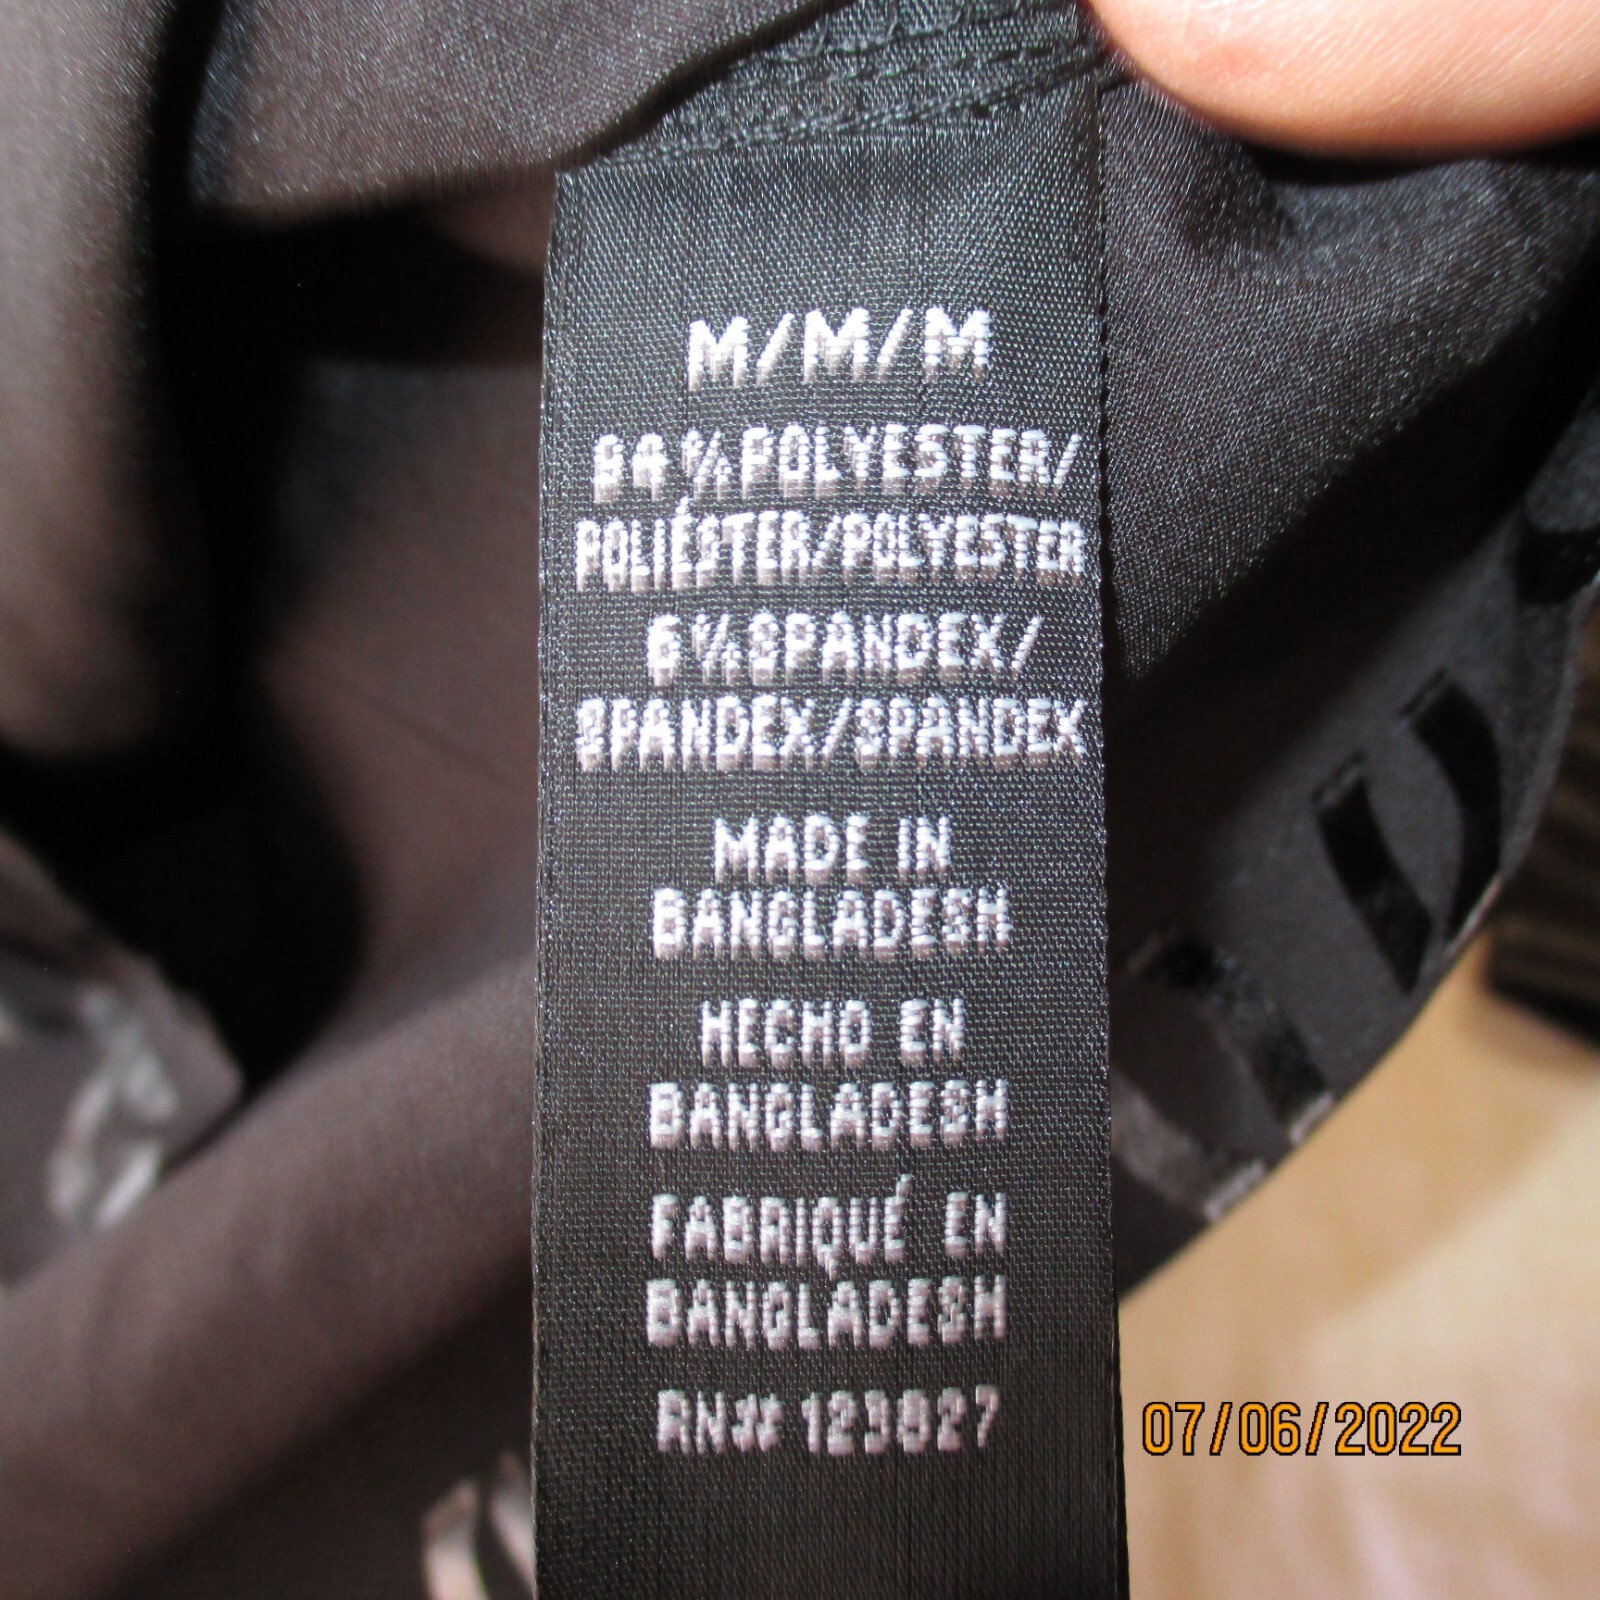 M/M/M
94%POLYESTER/
POLIÉSTER/POLYESTER
6%SPANDEX/
SPANDEX/SPANDEX
MADE IN
BANGLADESH
HECHO EN
BANGLADESH
FABRIQUÉ EN
BANGLADESH
RN# 123827
07/06/2022